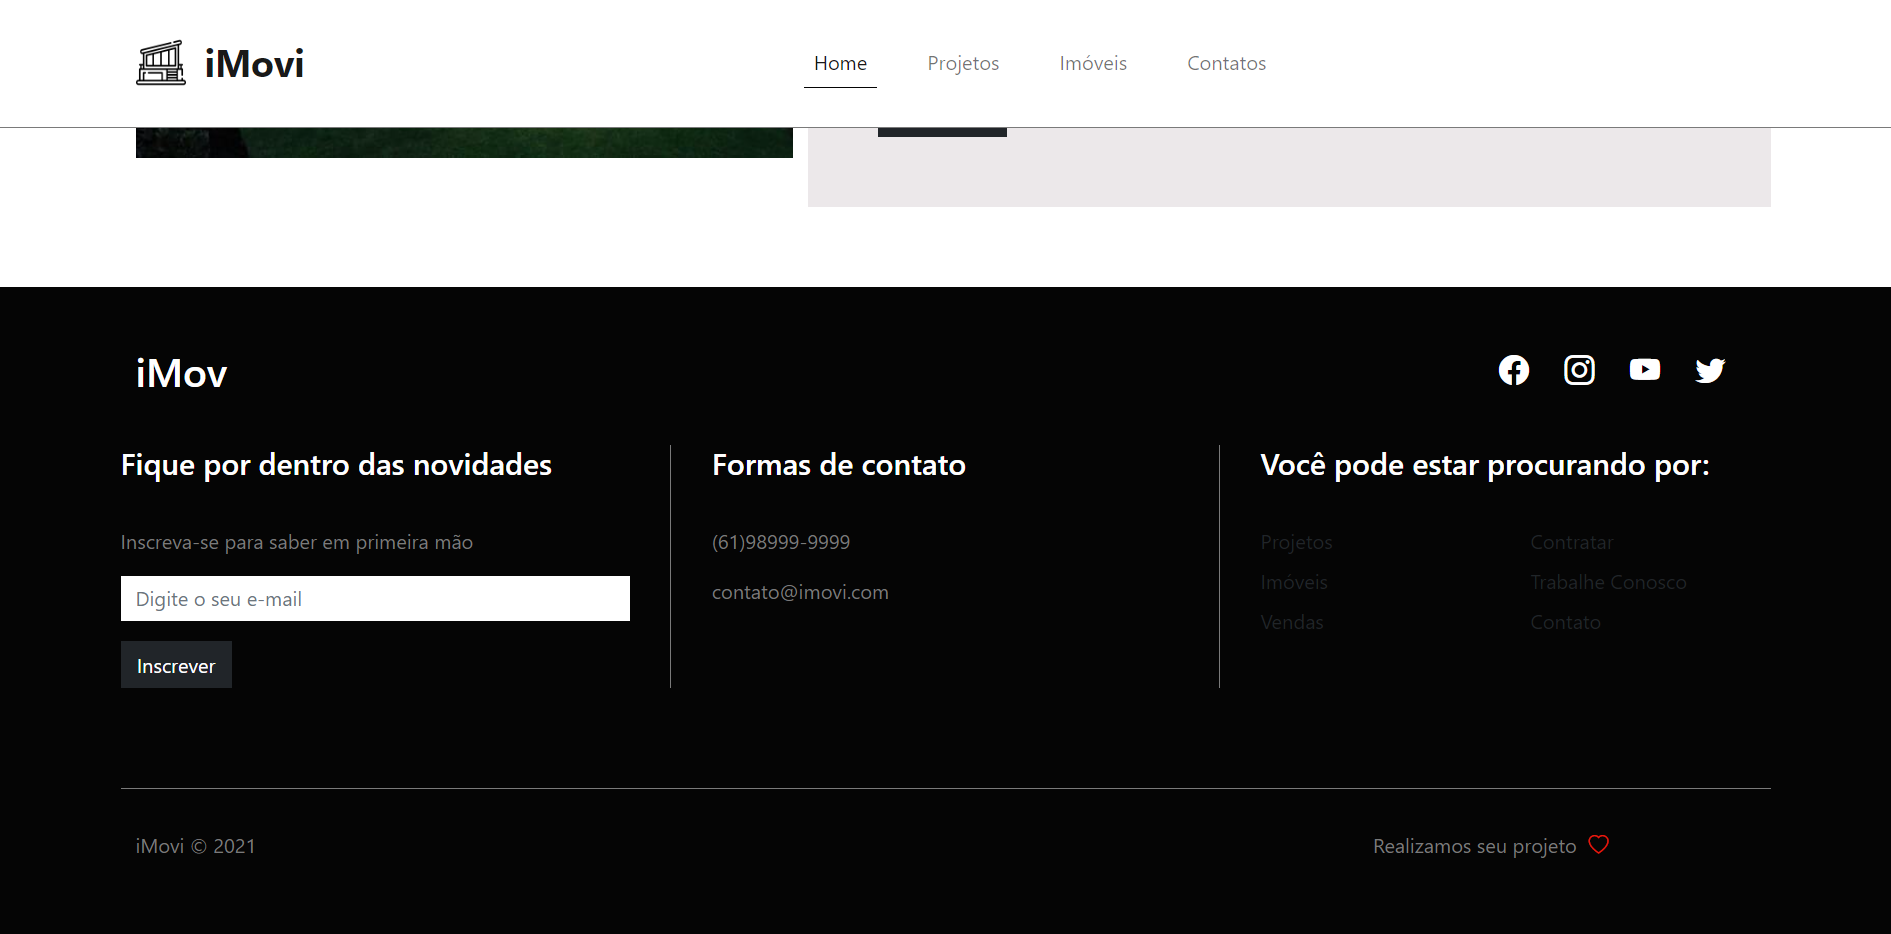 iMovi
Home Projetos Imóveis Contatos
iMov
Fique por dentro das novidades
Inscreva-se para saber em primeira mão
Digite o seu e-mail
Inscrever
Formas de contato
(61)98999-9999
contato@imovi.com
Você pode estar procurando por:
Projetos
Imóveis
Vendas
Contratar
Trabalhe Conosco
Contato
iMovi © 2021
Realizamos seu projeto